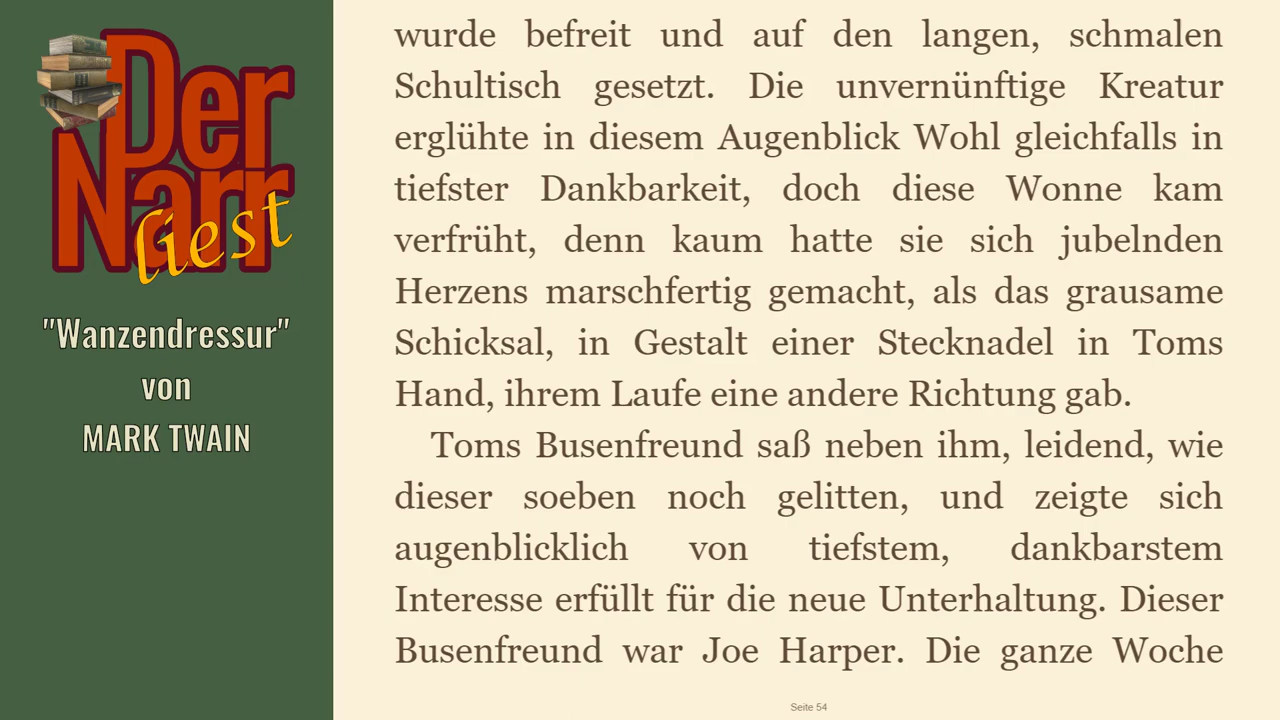 Der
Narr
liest
"Wanzendressur"
von
MARK TWAIN
wurde befreit und auf den langen, schmalen
Schultisch gesetzt. Die unvernünftige Kreatur
erglühte in diesem Augenblick Wohl gleichfalls in
tiefster Dankbarkeit, doch diese Wonne kam
verfrüht, denn kaum hatte sie sich jubelnden
Herzens marschfertig gemacht, als das grausame
Schicksal, in Gestalt einer Stecknadel in Toms
Hand, ihrem Laufe eine andere Richtung gab.
Toms Busenfreund saß neben ihm, leidend, wie
dieser soeben noch gelitten, und zeigte sich
augenblicklich von tiefstem, dankbarstem
Interesse erfüllt für die neue Unterhaltung. Dieser
Busenfreund war Joe Harper. Die ganze Woche
Seite 54